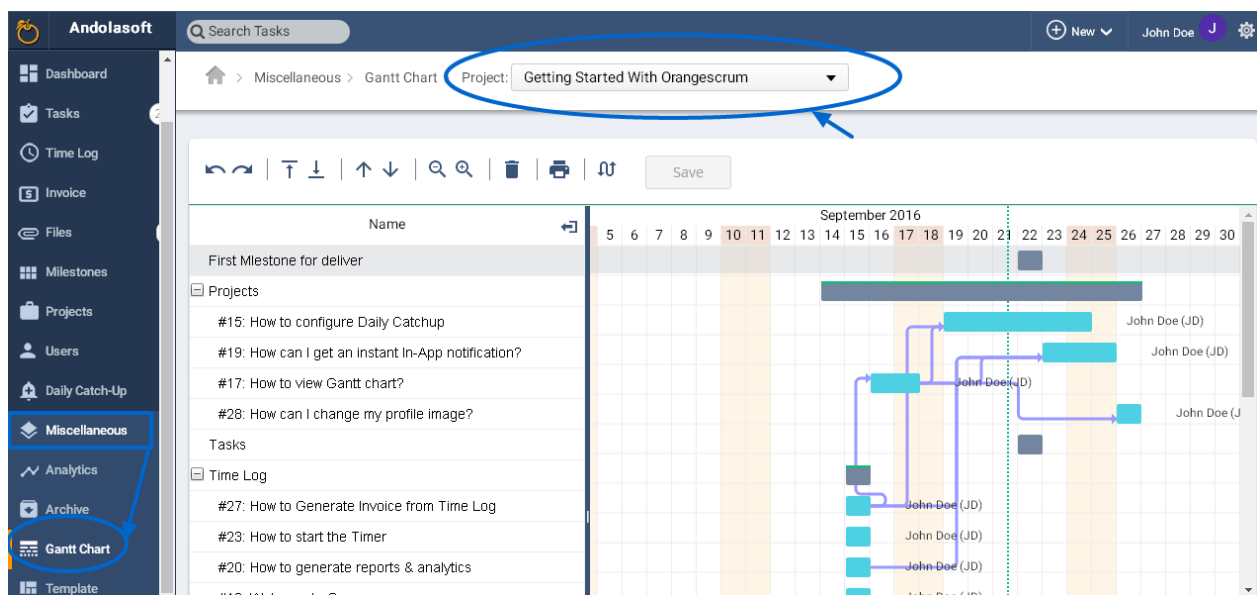 Andolasoft
Search Tasks
New
John Doe
J
Dashboard
Tasks
2
Time Log
Invoice
Files
Milestones
Projects
Users
Daily Catch-Up
Miscellaneous
Analytics
Archive
Gantt Chart
Template
> Miscellaneous > Gantt Chart Project: Getting Started With Orangescrum
Save
Name
September 2016
5 6 7 8 9 10 11 12 13 14 15 16 17 18 19 20 21 22 23 24 25 26 27 28 29 30
First Mlestone for deliver
Projects
#15: How to configure Daily Catchup John Doe (JD)
#19: How can I get an instant In-App notification? John Doe (JD)
#17: How to view Gantt chart? John Doe (JD)
#28: How can I change my profile image? John Doe (J
Tasks
Time Log
#27: How to Generate Invoice from Time Log John Doe (JD)
#23: How to start the Timer John Doe (JD)
#20: How to generate reports & analytics John Doe (JD)